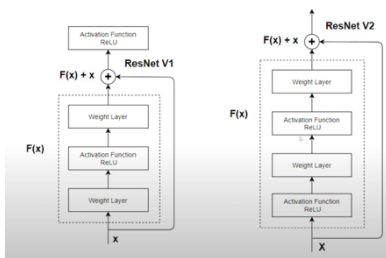 Activation Function
ReLU
ResNet V1
F(x) + x
+
Weight Layer
Activation Function
ReLU
F(x)
Weight Layer
x
ResNet V2
F(x) + x
+
Weight Layer
Activation Function
ReLU
F(x)
Weight Layer
Activation Function
ReLU
X